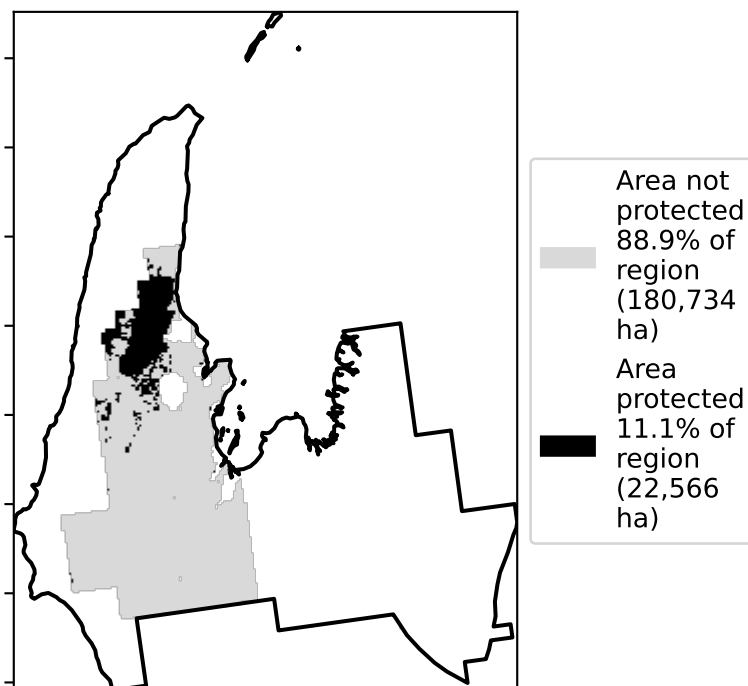 Area not
protected
88.9% of
region
(180,734
ha)
Area
protected
11.1% of
region
(22,566
ha)